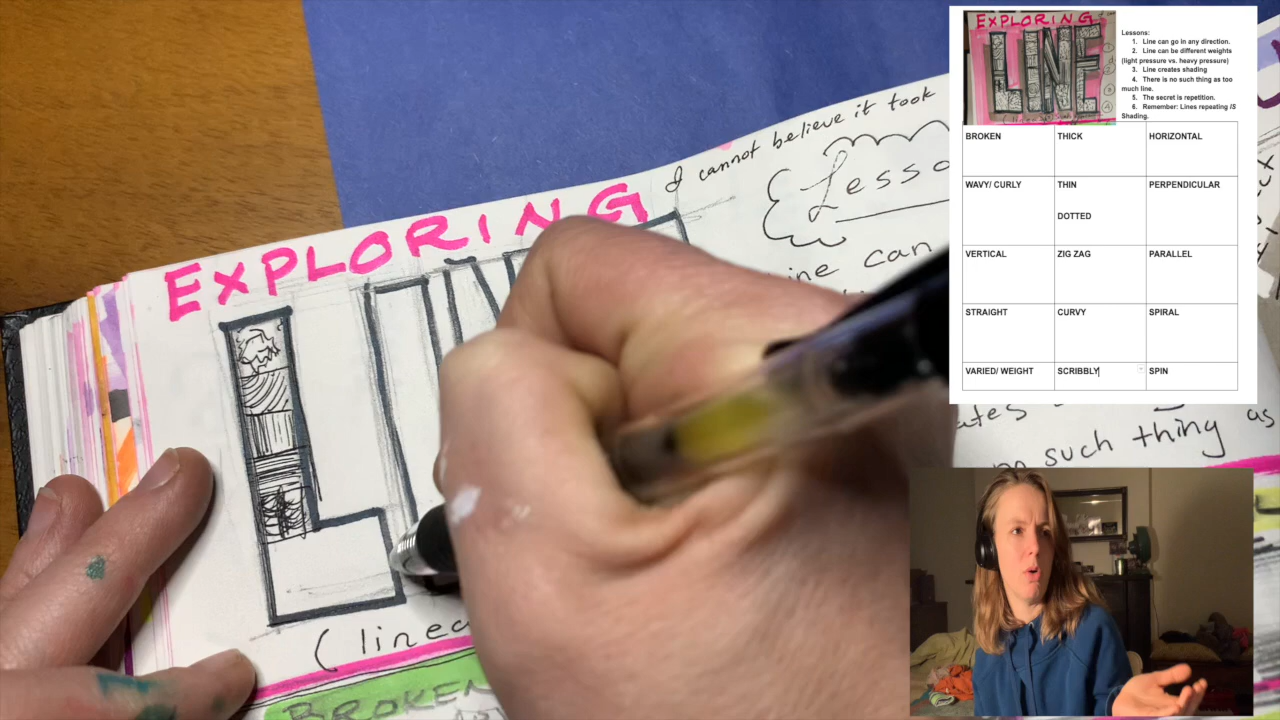 EXPLORING
I cannot believe it took
Lesso
ine can
LIN
ates
no such thing as
(linea
BROKEN
EXPLORING
LINE
Lessons:
1. Line can go in any direction.
2. Line can be different weights
(light pressure vs. heavy pressure)
3. Line creates shading
4. There is no such thing as too
much line.
5. The secret is repetition.
6. Remember: Lines repeating IS
Shading.
BROKEN THICK HORIZONTAL
WAVY/ CURLY THIN PERPENDICULAR
DOTTED
VERTICAL ZIG ZAG PARALLEL
STRAIGHT CURVY SPIRAL
VARIED/ WEIGHT SCRIBBLY SPIN